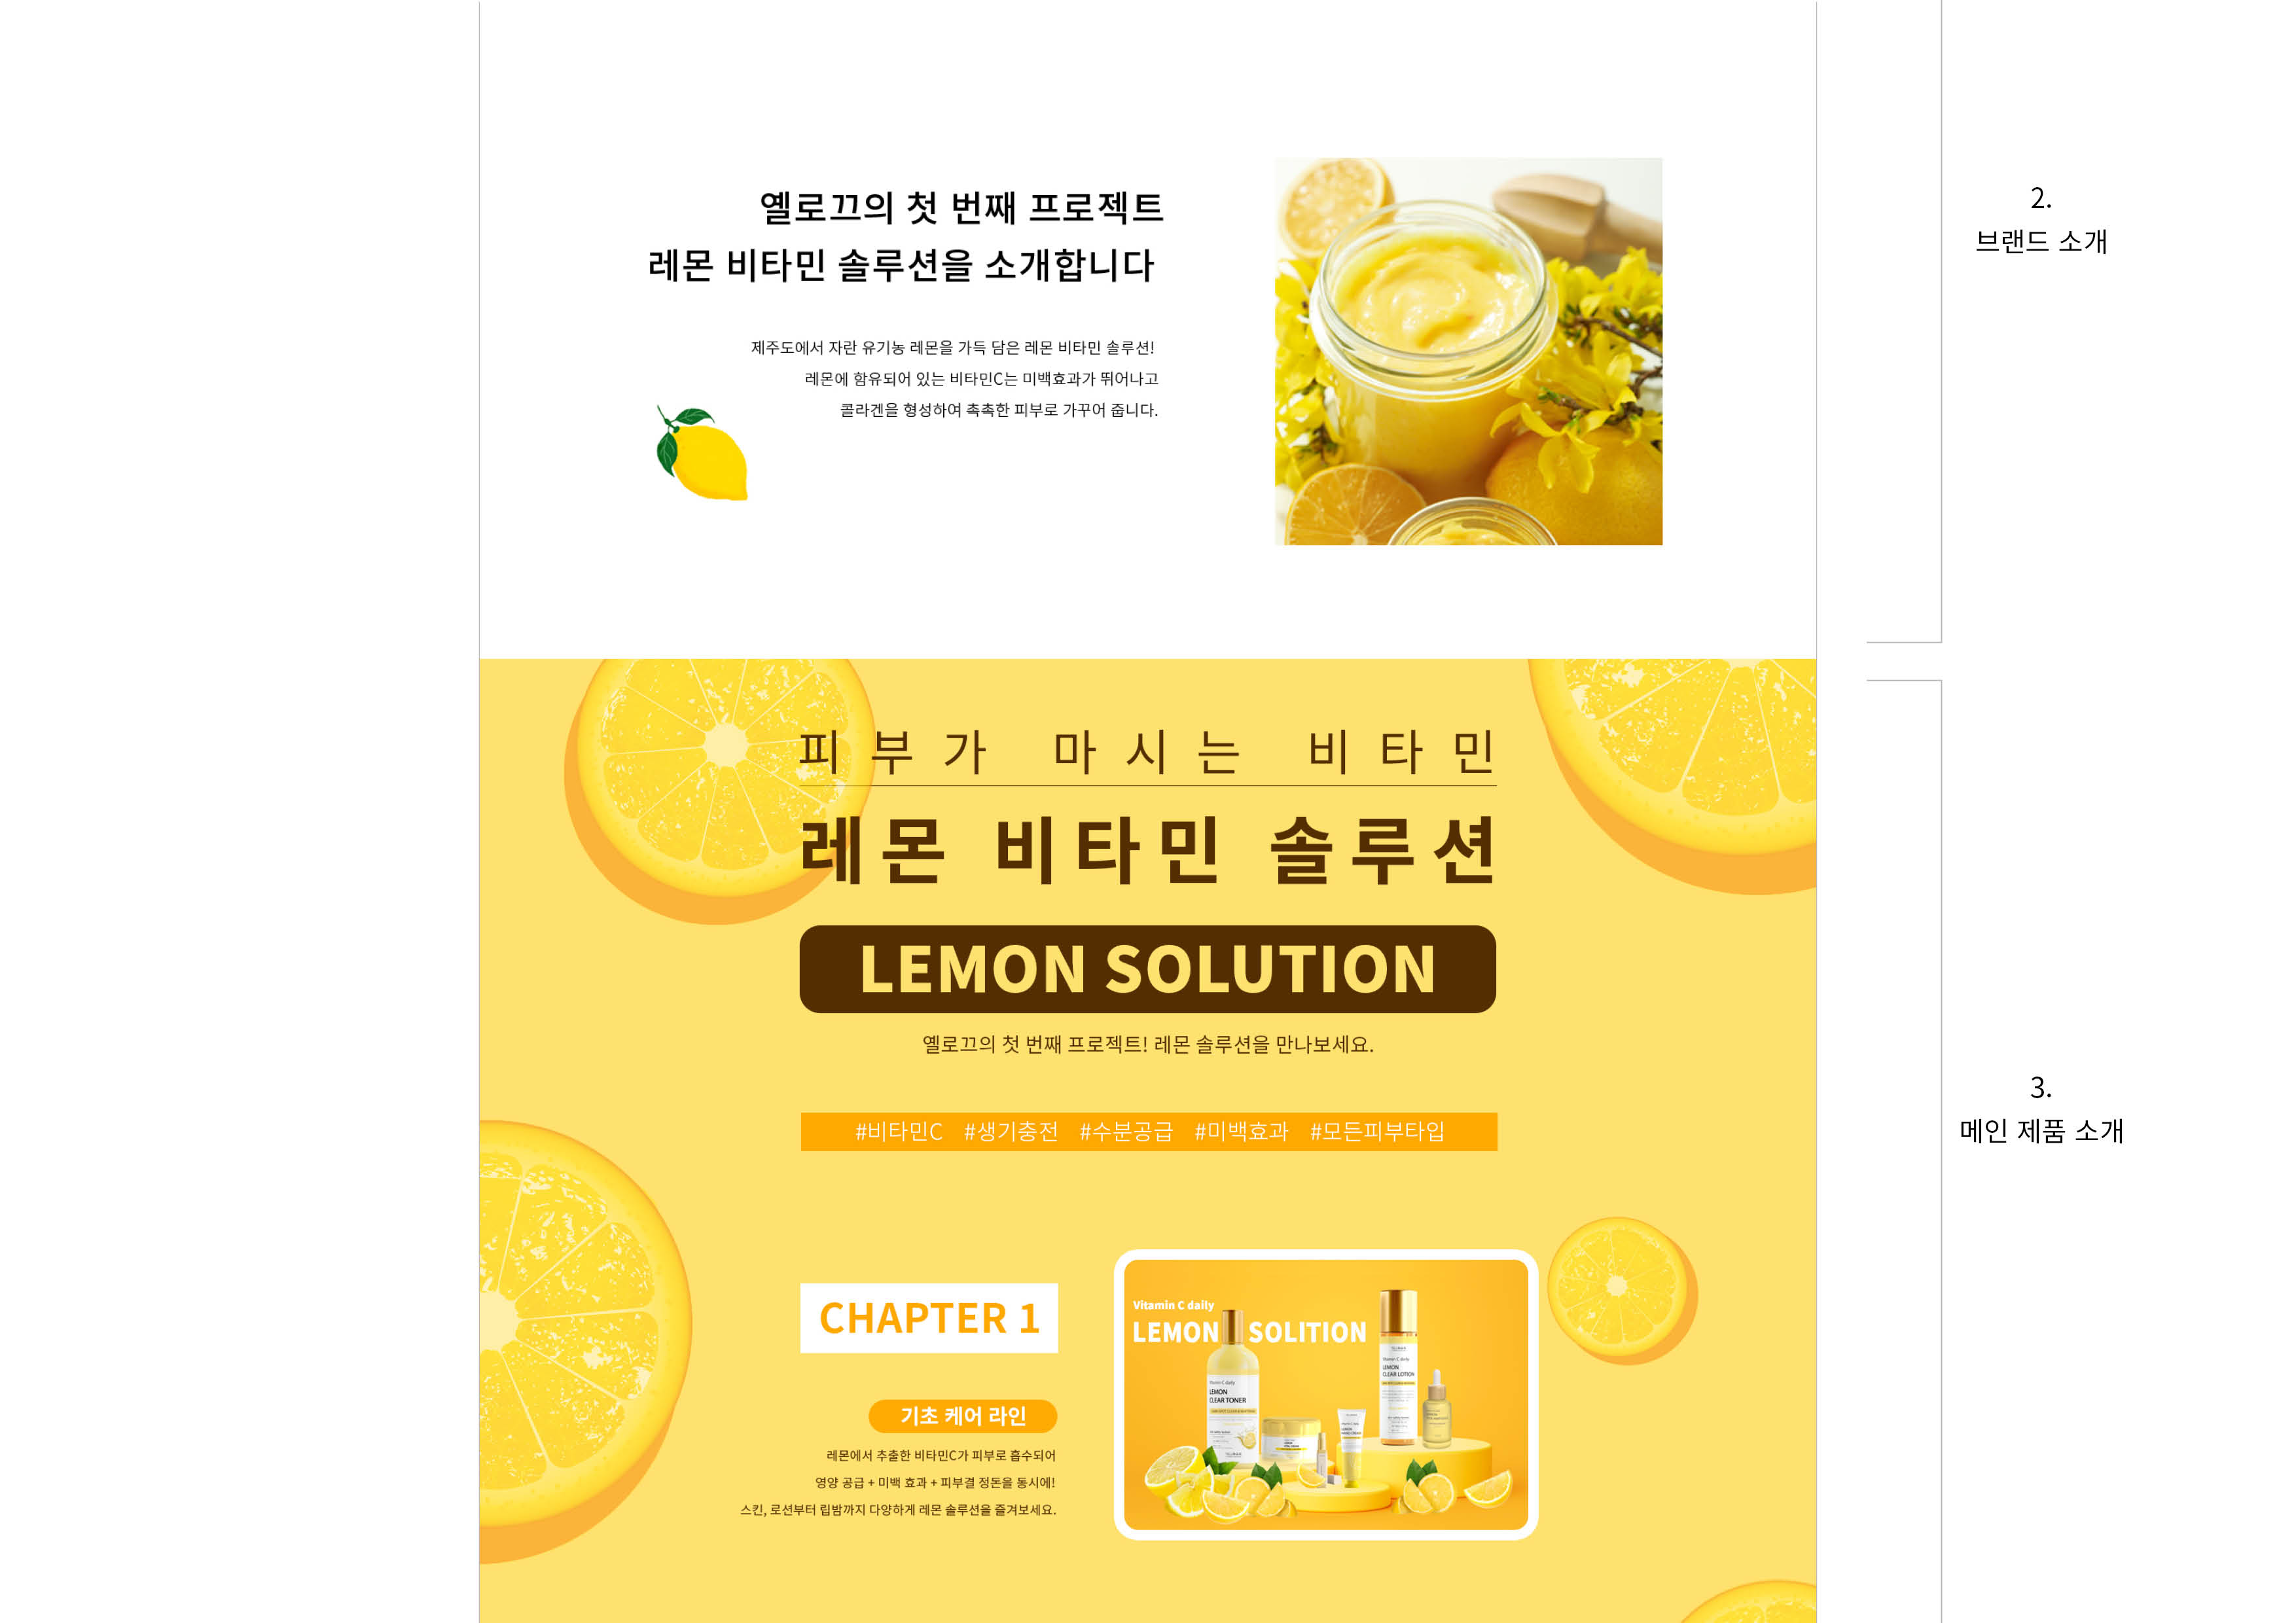 옐로끄의 첫 번째 프로젝트
레몬 비타민 솔루션을 소개합니다
제주도에서 자란 유기농 레몬을 가득 담은 레몬 비타민 솔루션!
레몬에 함유되어 있는 비타민C는 미백효과가 뛰어나고
콜라겐을 형성하여 촉촉한 피부로 가꾸어 줍니다.
2.
브랜드 소개
피부가 마시는 비타민
레몬 비타민 솔루션
LEMON SOLUTION
옐로끄의 첫 번째 프로젝트! 레몬 솔루션을 만나보세요.
#비타민C #생기충전 #수분공급 #미백효과 #모든피부타입
3.
메인 제품 소개
CHAPTER 1
기초 케어 라인
레몬에서 추출한 비타민C가 피부로 흡수되어
영양 공급 + 미백 효과 + 피부결 정돈을 동시에!
스킨, 로션부터 립밤까지 다양하게 레몬 솔루션을 즐겨보세요.
Vitamin C daily
LEMON SOLITION
Vitamin C daily
LEMON
CLEAR TONER
Vitamin C daily
LEMON
CLEAR LOTION